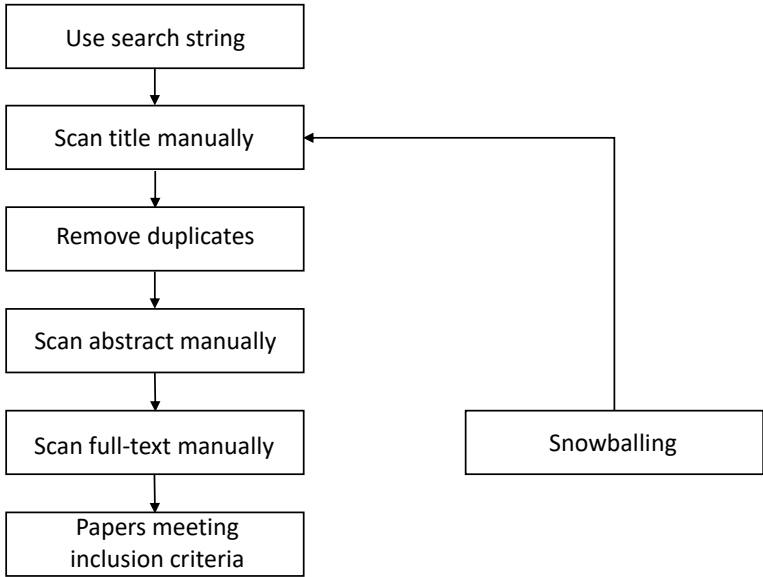 Use search string
Scan title manually
Remove duplicates
Scan abstract manually
Scan full-text manually
Snowballing
Papers meeting
inclusion criteria